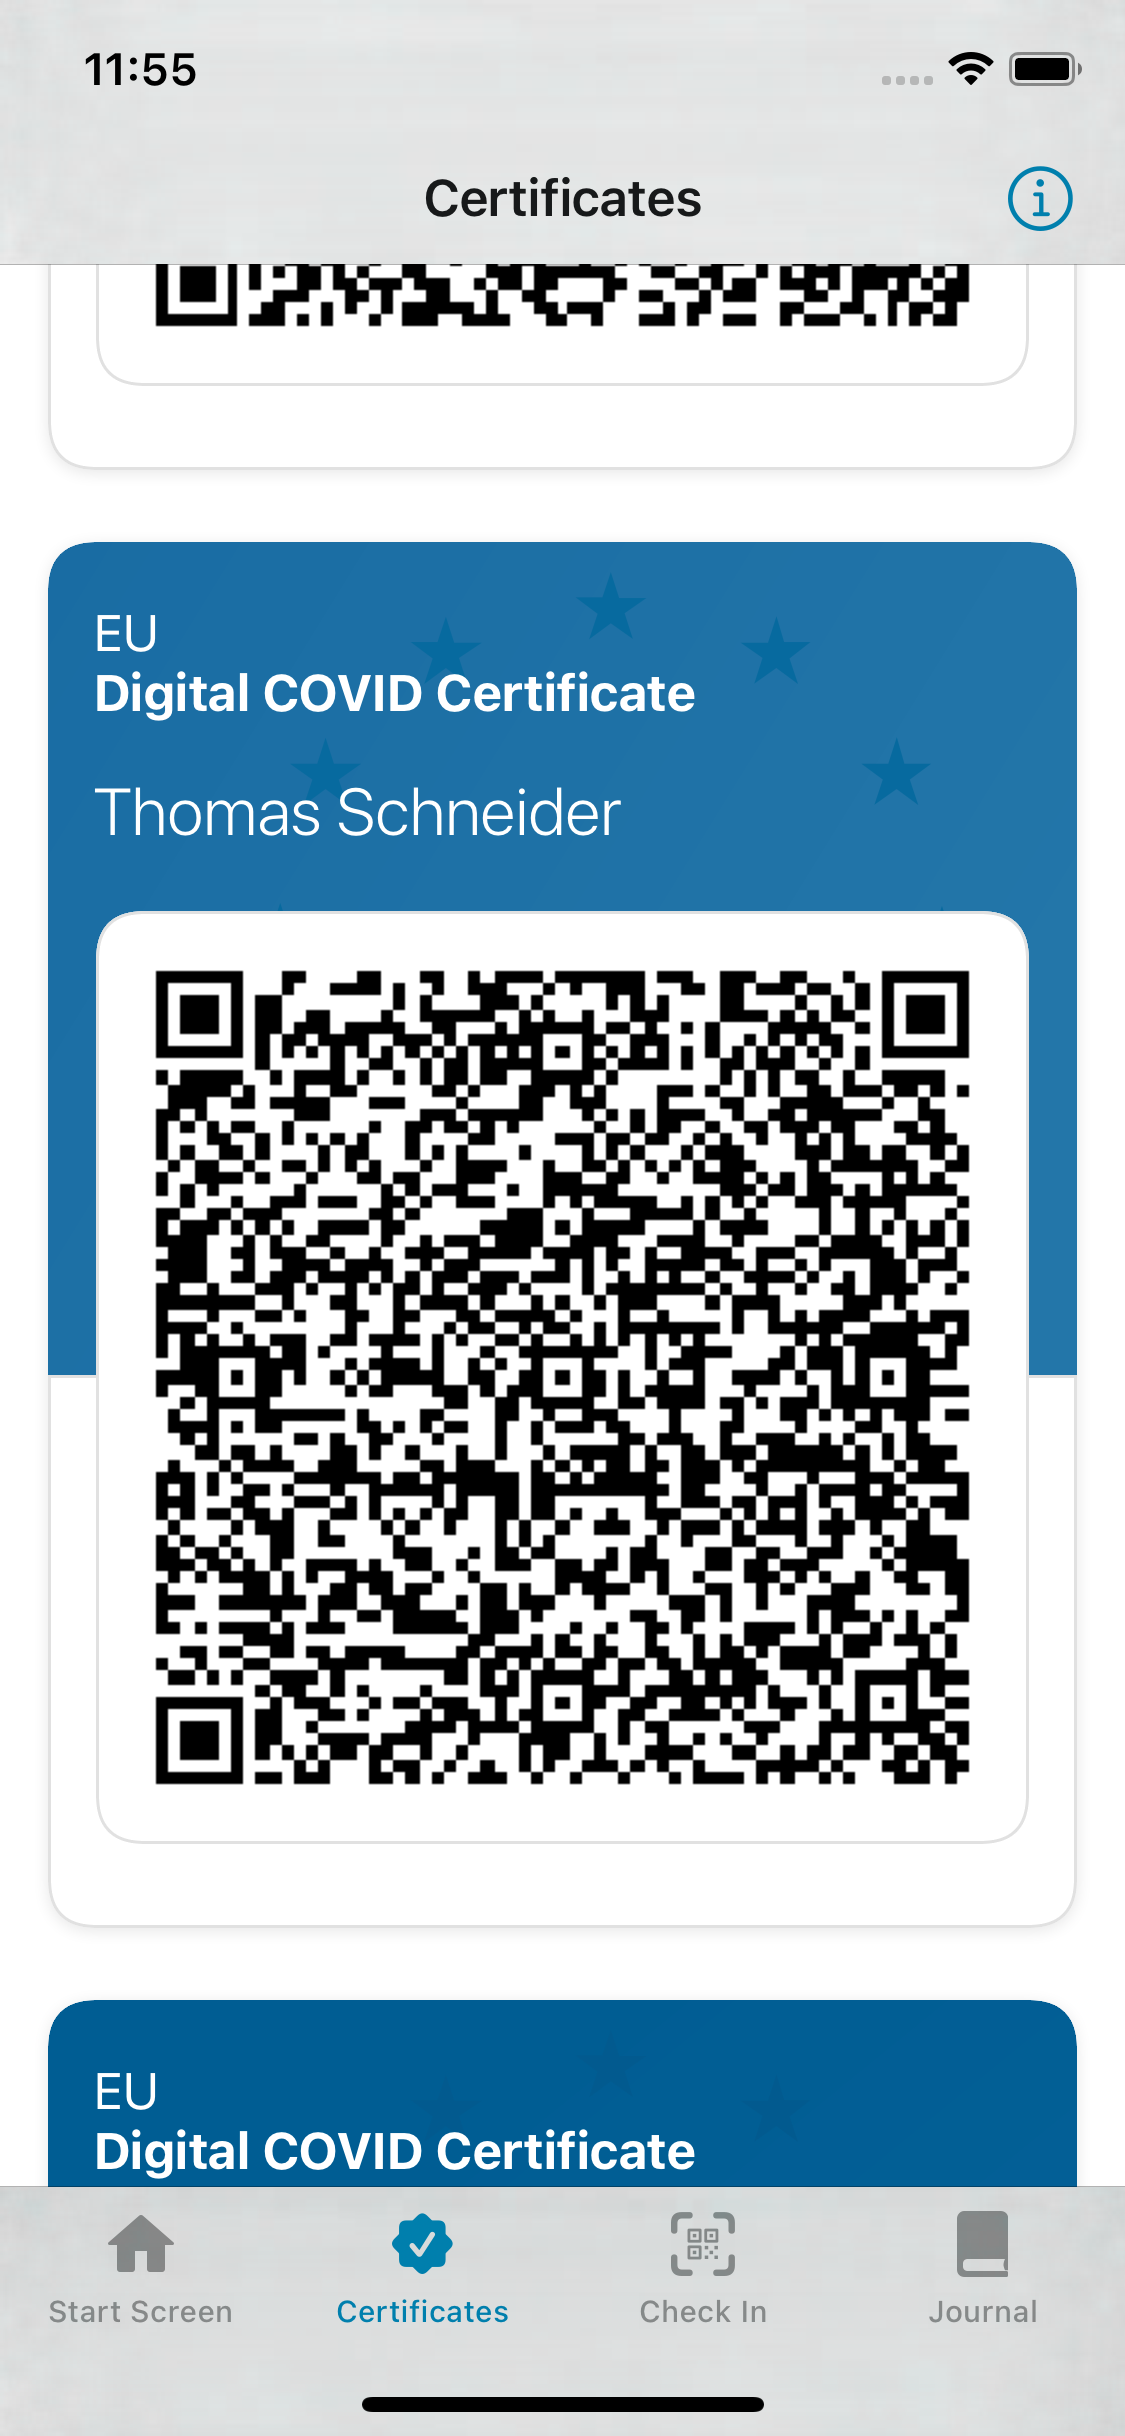 11:55
Certificates
EU
Digital COVID Certificate
Thomas Schneider
EU
Digital COVID Certificate
Start Screen
Certificates
Check In
Journal